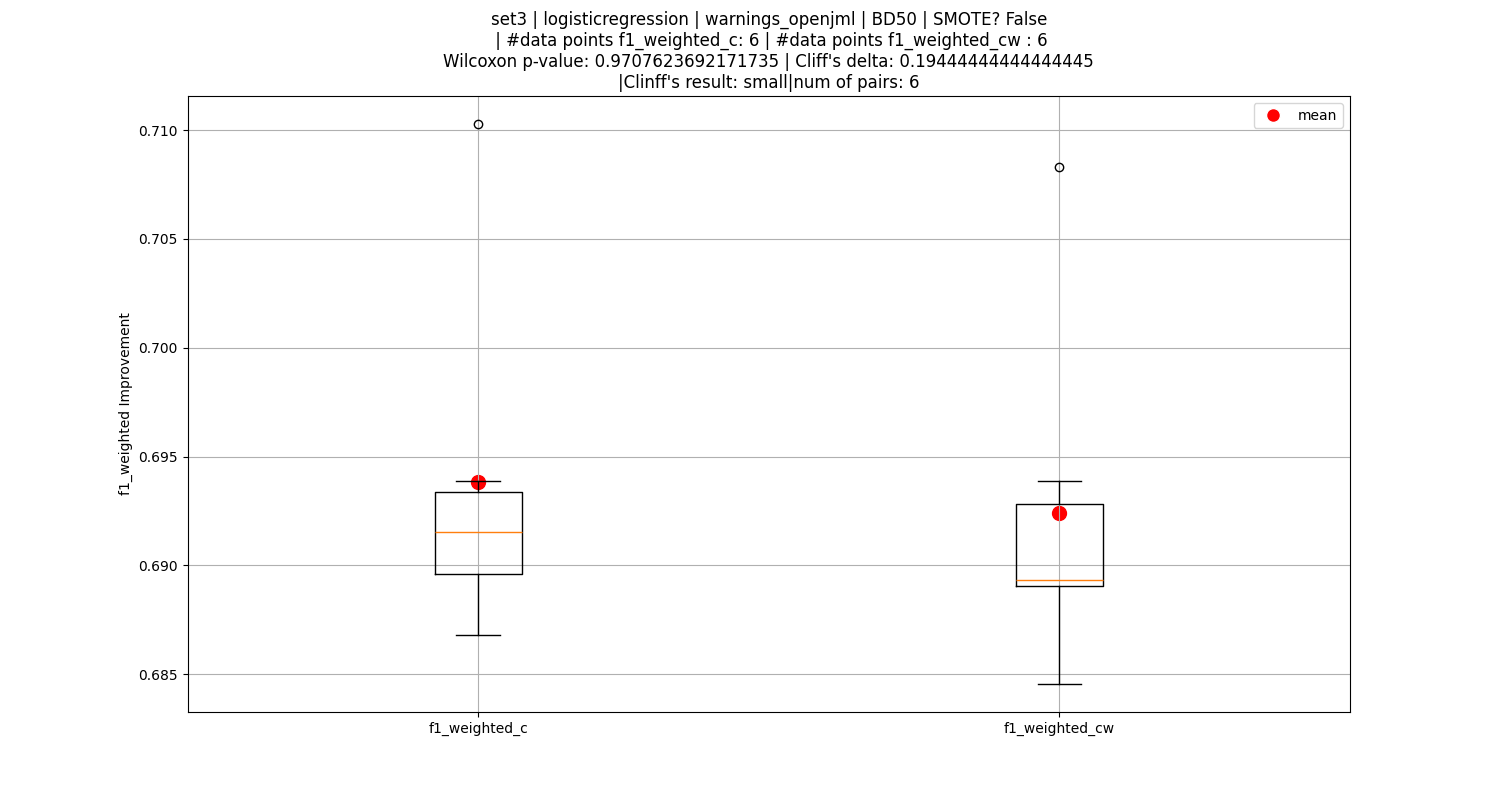 set3 | logisticregression | warnings_openjml | BD50 | SMOTE? False
| #data points f1_weighted_c: 6 | #data points f1_weighted_cw : 6
Wilcoxon p-value: 0.9707623692171735 | Cliff's delta: 0.19444444444444445
|Clinff's result: small|num of pairs: 6
mean
0.710
0.705
0.700
0.695
0.690
0.685
f1_weighted Improvement
f1_weighted_c
f1_weighted_cw